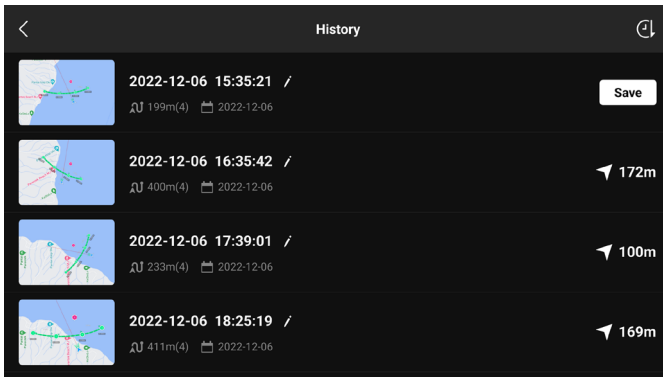 History
2022-12-06 15:35:21
199m(4) 2022-12-06
Save
2022-12-06 16:35:42
400m(4) 2022-12-06
172m
2022-12-06 17:39:01
233m(4) 2022-12-06
100m
2022-12-06 18:25:19
411m(4) 2022-12-06
169m